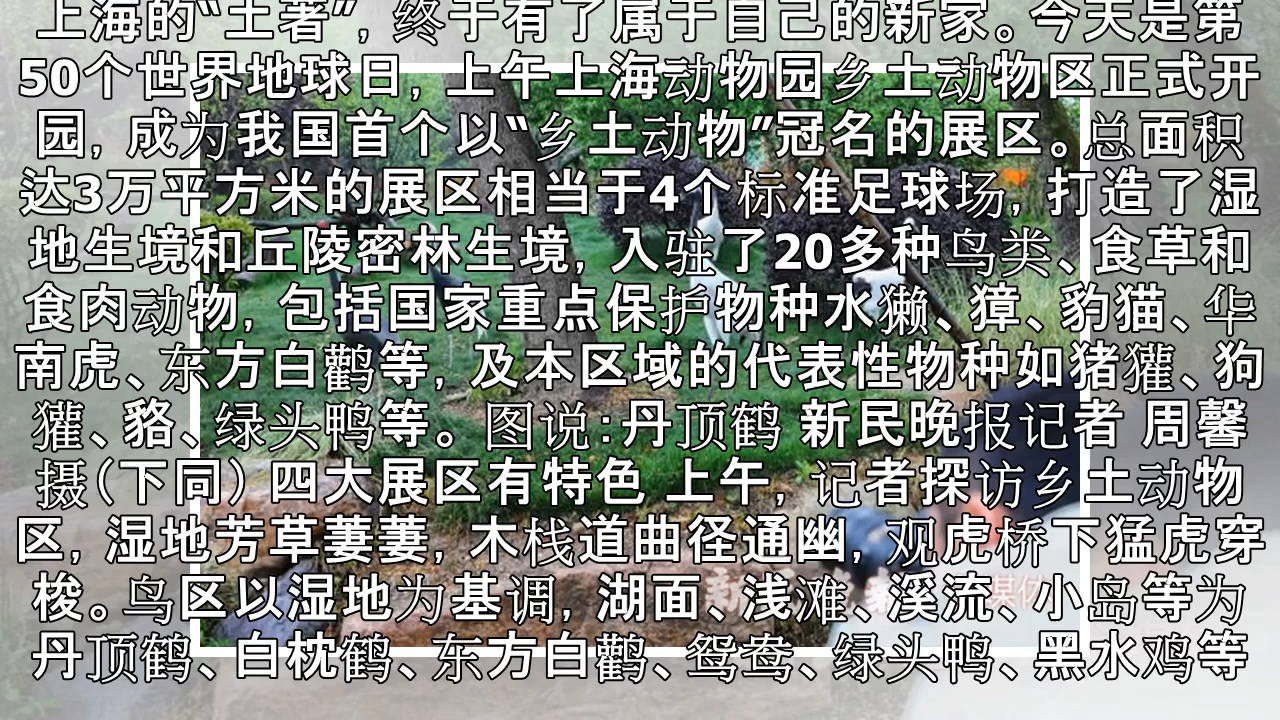 上海的“土著”，终于有了属于自己的新家。今天是第
50个世界地球日，上午上海动物园乡土动物区正式开
园，成为我国首个以“乡土动物”冠名的展区。总面积
达3万平方米的展区相当于4个标准足球场，打造了湿
地生境和丘陵密林生境，入驻了20多种鸟类、食草和
食肉动物，包括国家重点保护物种水獭、獐、豹猫、华
南虎、东方白鹳等，及本区域的代表性物种如猪獾、狗
獾、貉、绿头鸭等。图说：丹顶鹤 新民晚报记者 周馨
摄（下同）四大展区有特色 上午，记者探访乡土动物
区，湿地芳草萋萋，木栈道曲径通幽，观虎桥下猛虎穿
梭。鸟区以湿地为基调，湖面、浅滩、溪流、小岛等为
丹顶鹤、白枕鹤、东方白鹳、鸳鸯、绿头鸭、黑水鸡等